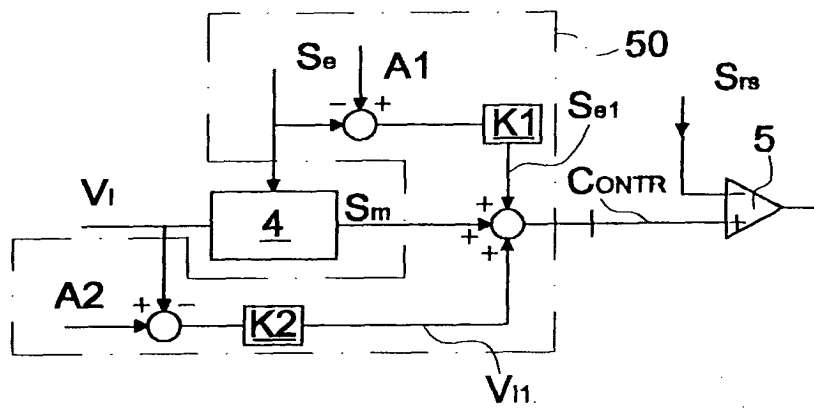 50
Se
A1
Srs
- +
K1
Se1
5
-
+
CONTR
VI
4
Sm
+
+
+
A2
+ -
K2
VI1